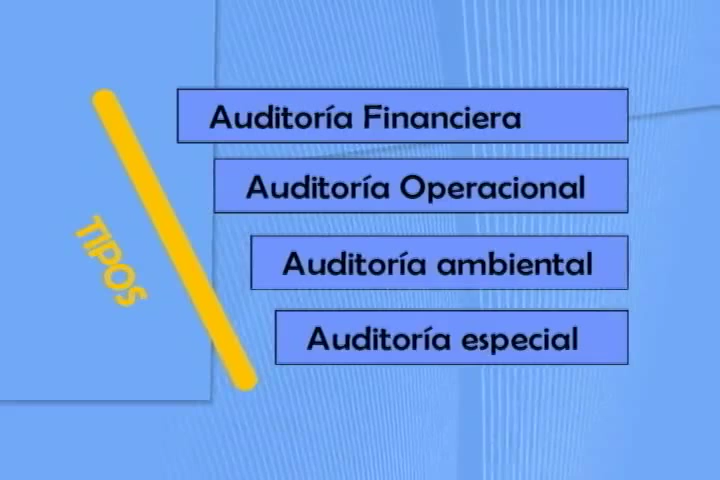 TIPOS
Auditoría Financiera
Auditoría Operacional
Auditoría ambiental
Auditoría especial